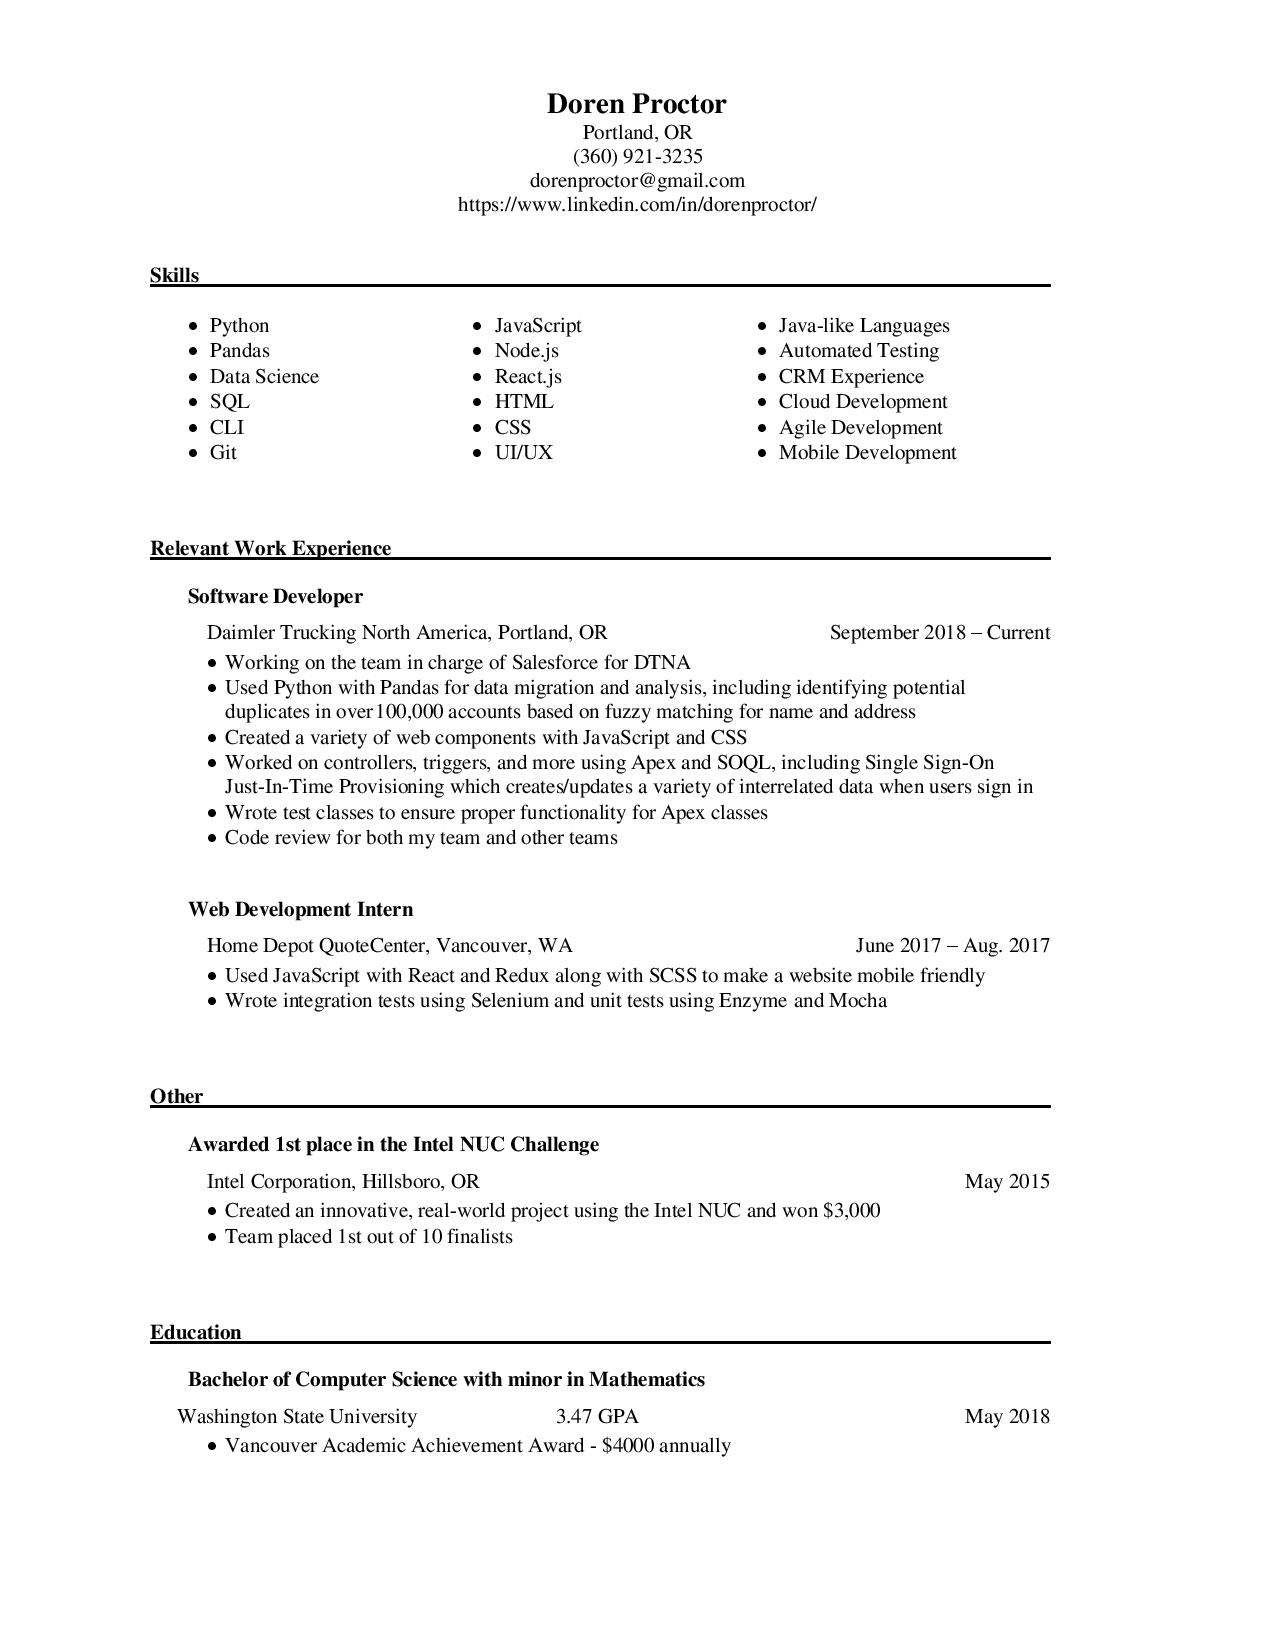 Doren Proctor
Portland, OR
(360) 921-3235
dorenproctor@gmail.com
https://www.linkedin.com/in/dorenproctor/
Skills
• Python
• Pandas
• Data Science
• SQL
• CLI
• Git
• JavaScript
• Node.js
• React.js
• HTML
• CSS
• UI/UX
• Java-like Languages
• Automated Testing
• CRM Experience
• Cloud Development
• Agile Development
• Mobile Development
Relevant Work Experience
Software Developer
Daimler Trucking North America, Portland, OR September 2018 – Current
• Working on the team in charge of Salesforce for DTNA
• Used Python with Pandas for data migration and analysis, including identifying potential
duplicates in over 100,000 accounts based on fuzzy matching for name and address
• Created a variety of web components with JavaScript and CSS
• Worked on controllers, triggers, and more using Apex and SOQL, including Single Sign-On
Just-In-Time Provisioning which creates/updates a variety of interrelated data when users sign in
• Wrote test classes to ensure proper functionality for Apex classes
• Code review for both my team and other teams
Web Development Intern
Home Depot QuoteCenter, Vancouver, WA June 2017 – Aug. 2017
• Used JavaScript with React and Redux along with SCSS to make a website mobile friendly
• Wrote integration tests using Selenium and unit tests using Enzyme and Mocha
Other
Awarded 1st place in the Intel NUC Challenge
Intel Corporation, Hillsboro, OR May 2015
• Created an innovative, real-world project using the Intel NUC and won $3,000
• Team placed 1st out of 10 finalists
Education
Bachelor of Computer Science with minor in Mathematics
Washington State University 3.47 GPA May 2018
• Vancouver Academic Achievement Award - $4000 annually